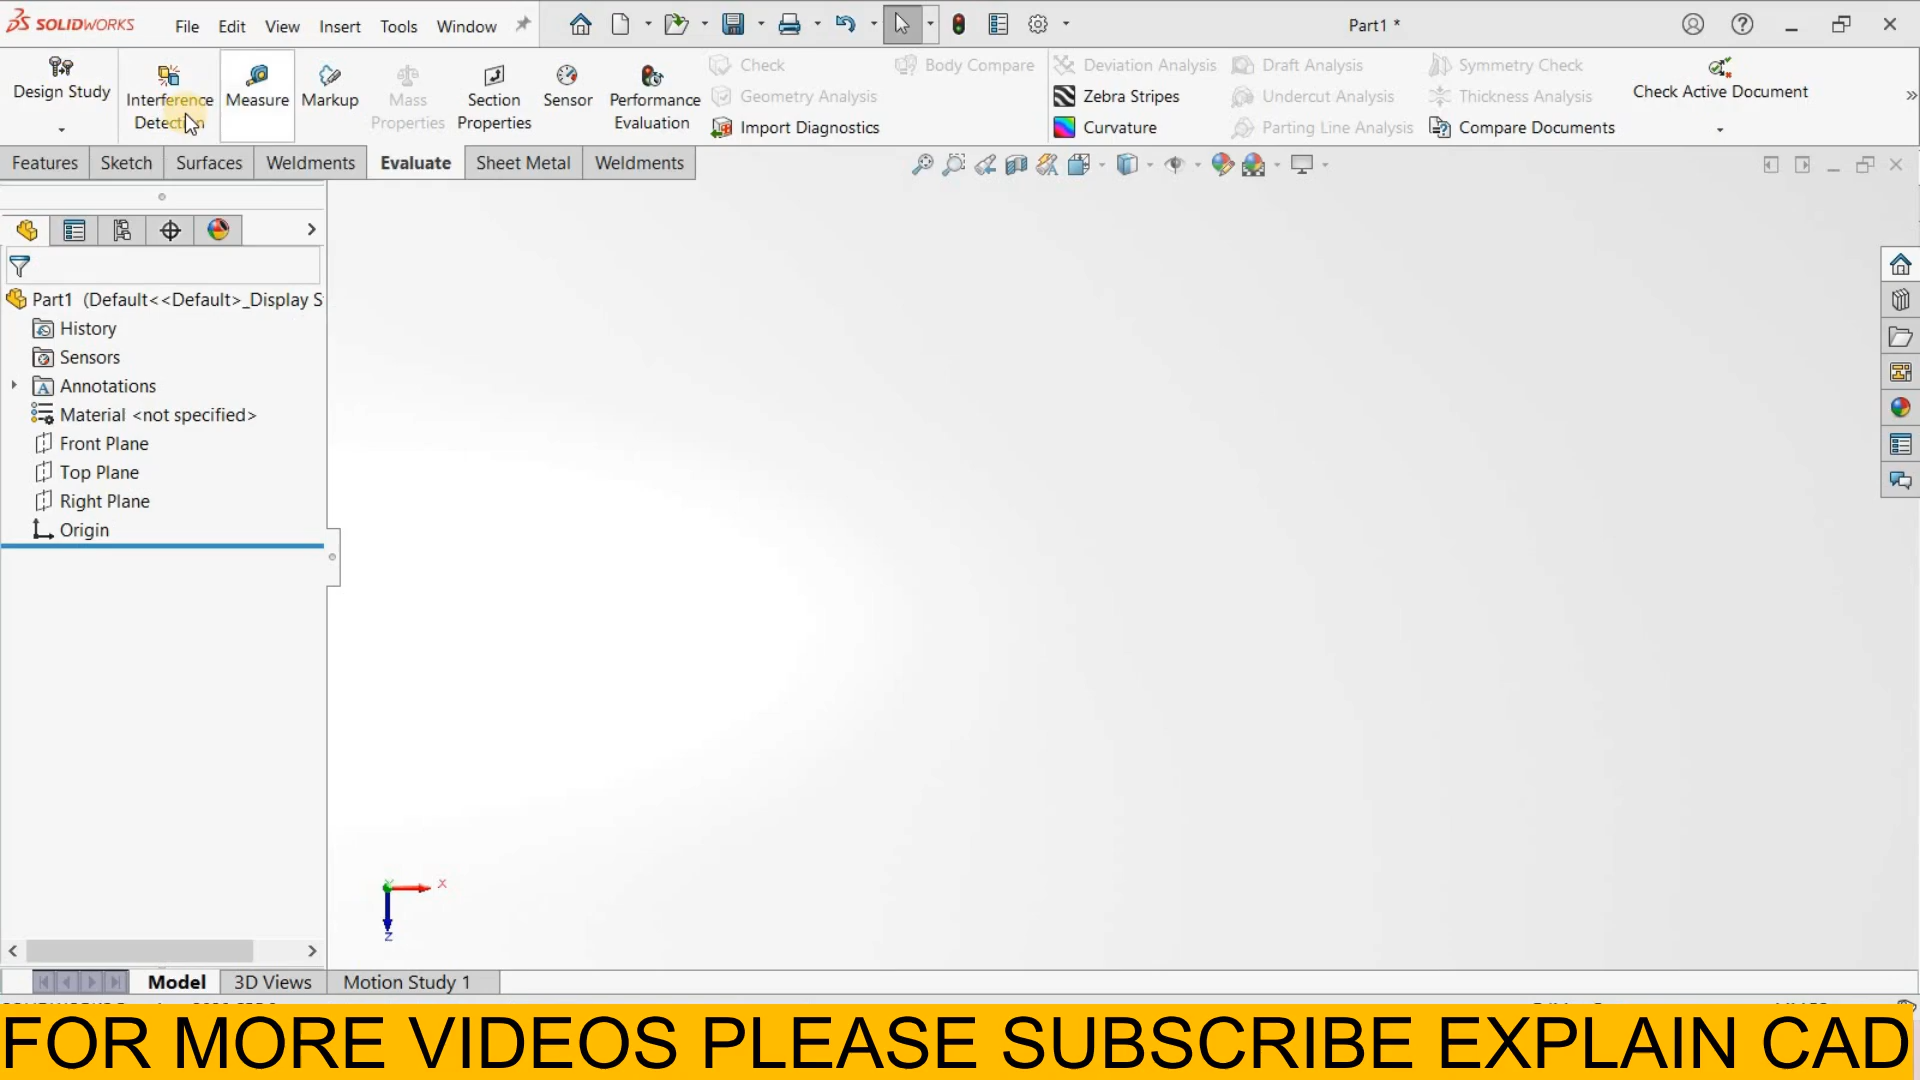 SOLIDWORKS File Edit View Insert Tools Window Part1 *
Design Study
Interference Detection
Measure
Markup
Mass Properties
Section Properties
Sensor
Performance Evaluation
Check
Geometry Analysis
Import Diagnostics
Body Compare
Deviation Analysis
Zebra Stripes
Curvature
Draft Analysis
Undercut Analysis
Parting Line Analysis
Symmetry Check
Thickness Analysis
Compare Documents
Check Active Document
Features Sketch Surfaces Weldments Evaluate Sheet Metal Weldments
Part1 (Default<<Default>_Display S
History
Sensors
Annotations
Material <not specified>
Front Plane
Top Plane
Right Plane
Origin
X
Z
Model 3D Views Motion Study 1
FOR MORE VIDEOS PLEASE SUBSCRIBE EXPLAIN CAD